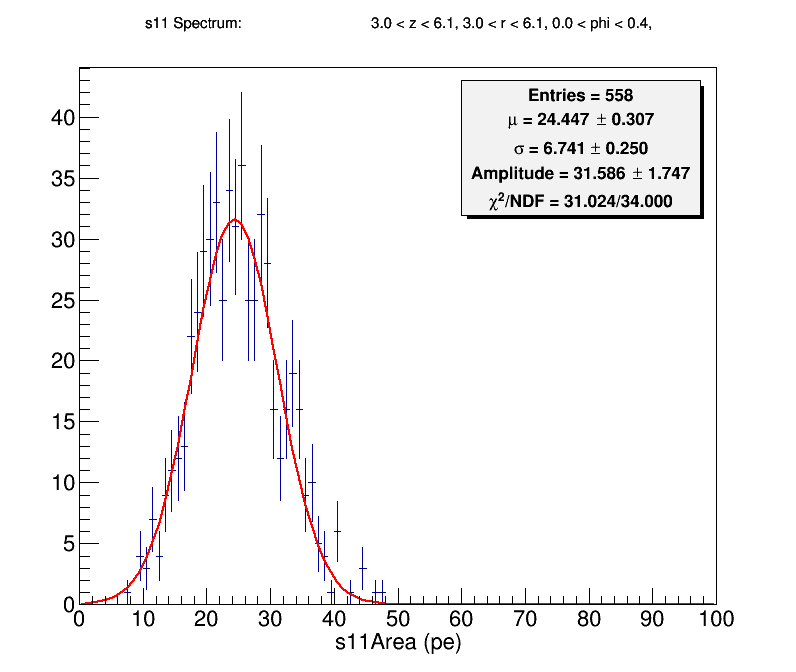 s11 Spectrum: 3.0 < z < 6.1, 3.0 < r < 6.1, 0.0 < phi < 0.4,
Entries = 558
μ = 24.447 ± 0.307
σ = 6.741 ± 0.250
Amplitude = 31.586 ± 1.747
χ²/NDF = 31.024/34.000
40
35
30
25
20
15
10
5
0
0 10 20 30 40 50 60 70 80 90 100
s11Area (pe)